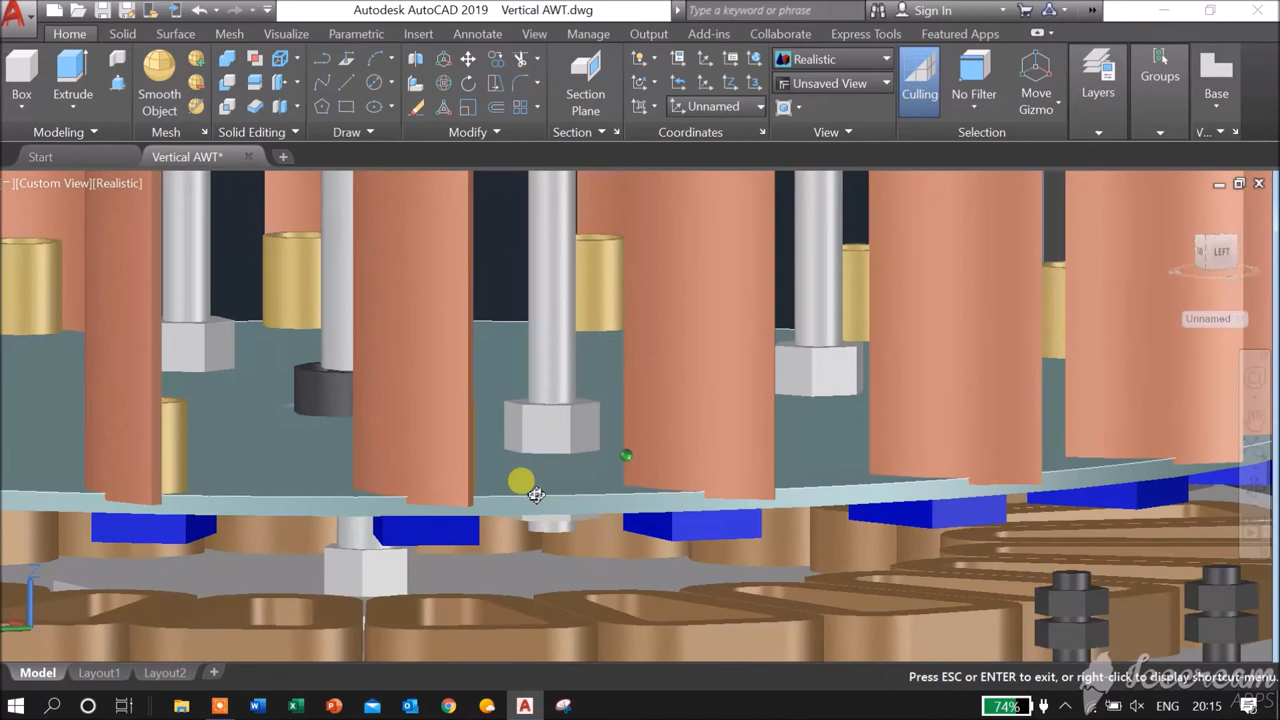 Autodesk AutoCAD 2019 Vertical AWT.dwg
Type a keyword or phrase
Sign In
Home Solid Surface Mesh Visualize Parametric Insert Annotate View Manage Output Add-ins Collaborate Express Tools Featured Apps
Box
Extrude
Smooth Object
Section Plane
Unnamed
Realistic
Unsaved View
Culling
No Filter
Move Gizmo
Layers
Groups
Base
Modeling Mesh Solid Editing Draw Modify Section Coordinates View Selection V...
Start Vertical AWT*
][Custom View][Realistic]
LEFT
Unnamed
Z
Model Layout1 Layout2
Press ESC or ENTER to exit, or right-click to display shortcut-menu.
Icecream
APPS
74%
ENG 20:15